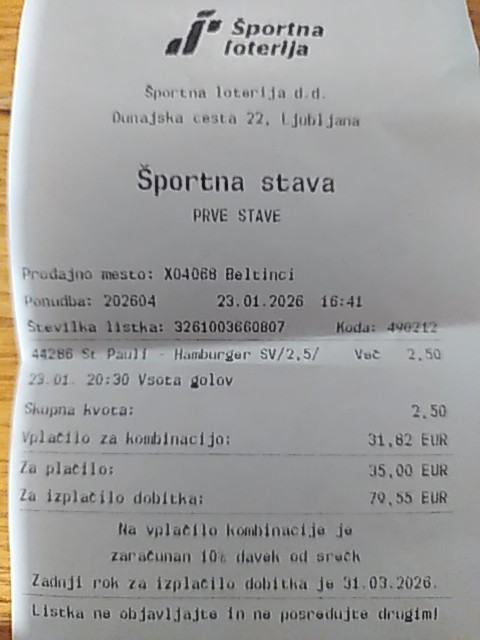 Športna
loterija
Športna loterija d.d.
Dunajska cesta 22, Ljubljana
Športna stava
PRVE STAVE
Prodajno mesto: X04068 Beltinci
Ponudba: 202604 23.01.2026 16:41
Številka listka: 3261003660807 Koda: 490212
44286 St Pauli - Hamburger SV/2,5/ Več 2,50
23.01. 20:30 Vsota golov
Skupna kvota: 2,50
Vplačilo za kombinacijo: 31,82 EUR
Za plačilo: 35,00 EUR
Za izplačilo dobitka: 79,55 EUR
Na vplačilo kombinacije je
zaračunan 10% davek od srečk
Zadnji rok za izplačilo dobitka je 31.03.2026.
Listka ne objavljajte in ne posredujte drugim!